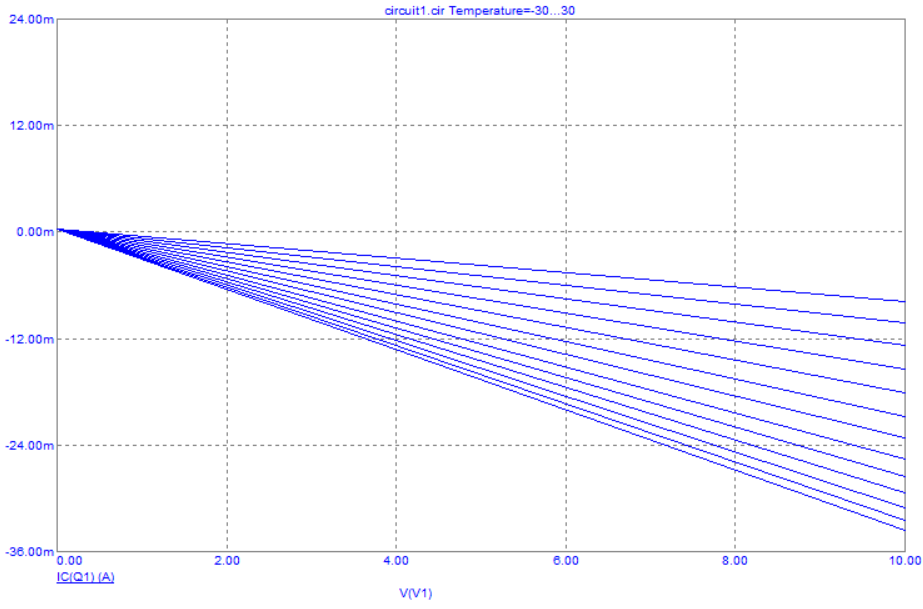 circuit1.cir Temperature=-30...30
24.00m
12.00m
0.00m
-12.00m
-24.00m
-36.00m
0.00 2.00 4.00 6.00 8.00 10.00
IC(Q1) (A)
V(V1)